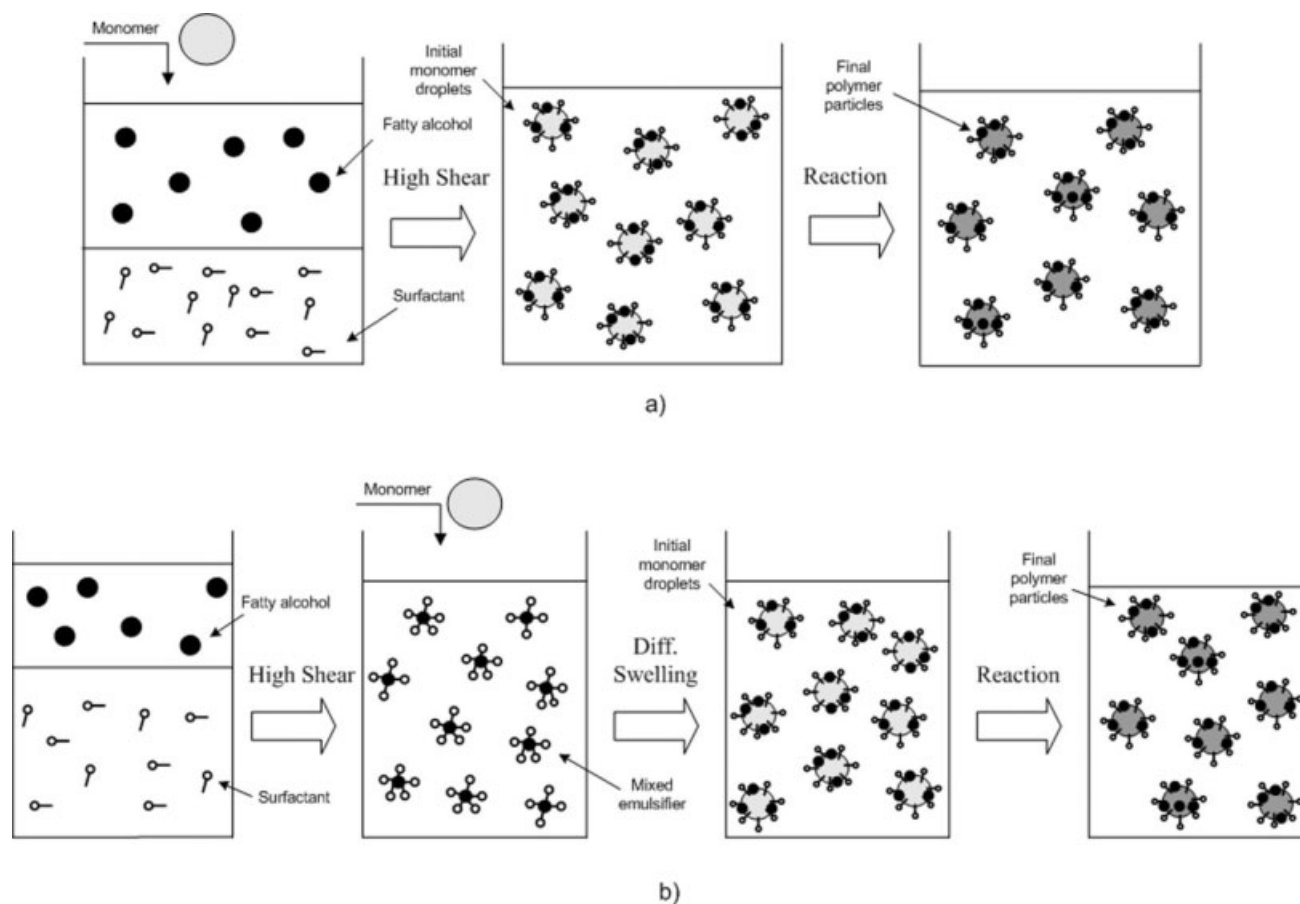 Monomer
Fatty alcohol
Surfactant
High Shear
Initial
monomer
droplets
Reaction
Final
polymer
particles
a)
Fatty alcohol
Surfactant
High Shear
Monomer
Mixed
emulsifier
Diff.
Swelling
Initial
monomer
droplets
Reaction
Final
polymer
particles
b)